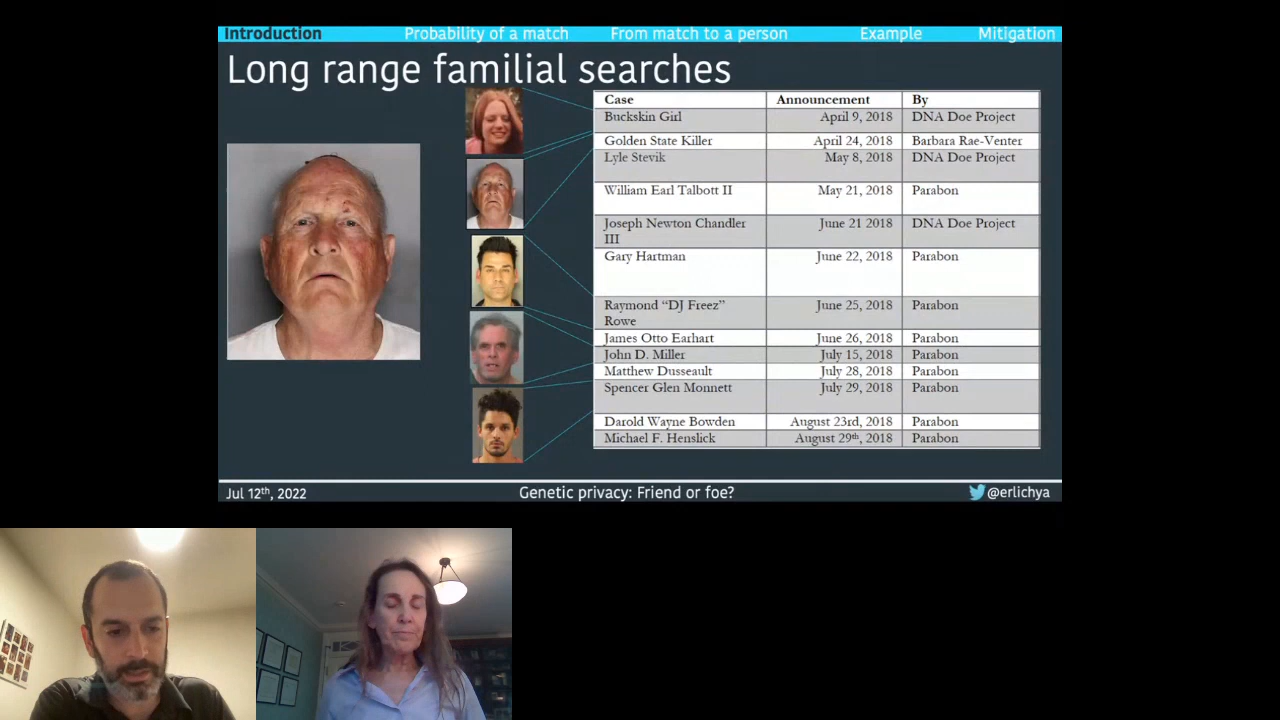 Introduction Probability of a match From match to a person Example Mitigation
Long range familial searches
Case Announcement By
Buckskin Girl April 9, 2018 DNA Doe Project
Golden State Killer April 24, 2018 Barbara Rae-Venter
Lyle Stevik May 8, 2018 DNA Doe Project
William Earl Talbott II May 21, 2018 Parabon
Joseph Newton Chandler June 21 2018 DNA Doe Project
III
Gary Hartman June 22, 2018 Parabon
Raymond “DJ Freez” June 25, 2018 Parabon
Rowe
James Otto Earhart June 26, 2018 Parabon
John D. Miller July 15, 2018 Parabon
Matthew Dusseault July 28, 2018 Parabon
Spencer Glen Monnett July 29, 2018 Parabon
Darold Wayne Bowden August 23rd, 2018 Parabon
Michael F. Henslick August 29th, 2018 Parabon
Jul 12th, 2022 Genetic privacy: Friend or foe? @erlichya